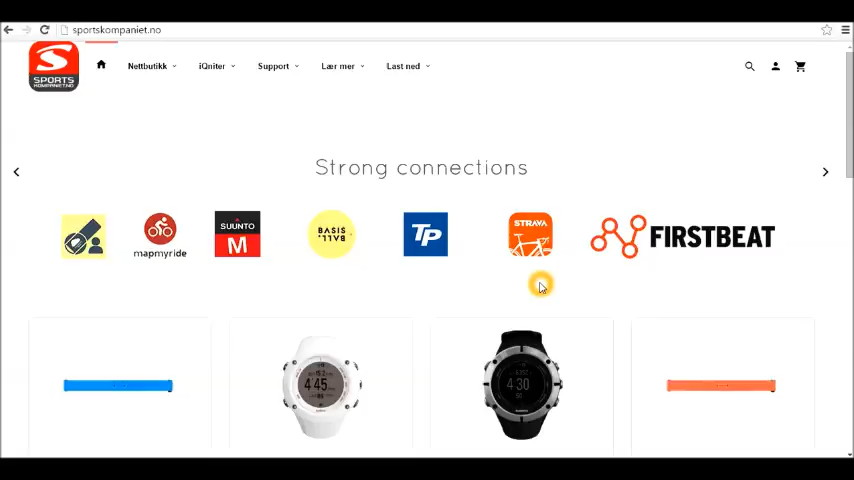 sportskompaniet.no
S
SPORTS
KOMPANIET.NO
Nettbutikk
iQniter
Support
Lær mer
Last ned
Strong connections
mapmyride
SUUNTO
M
BASIS
BALL
TP
STRAVA
FIRSTBEAT
4:45
4:30